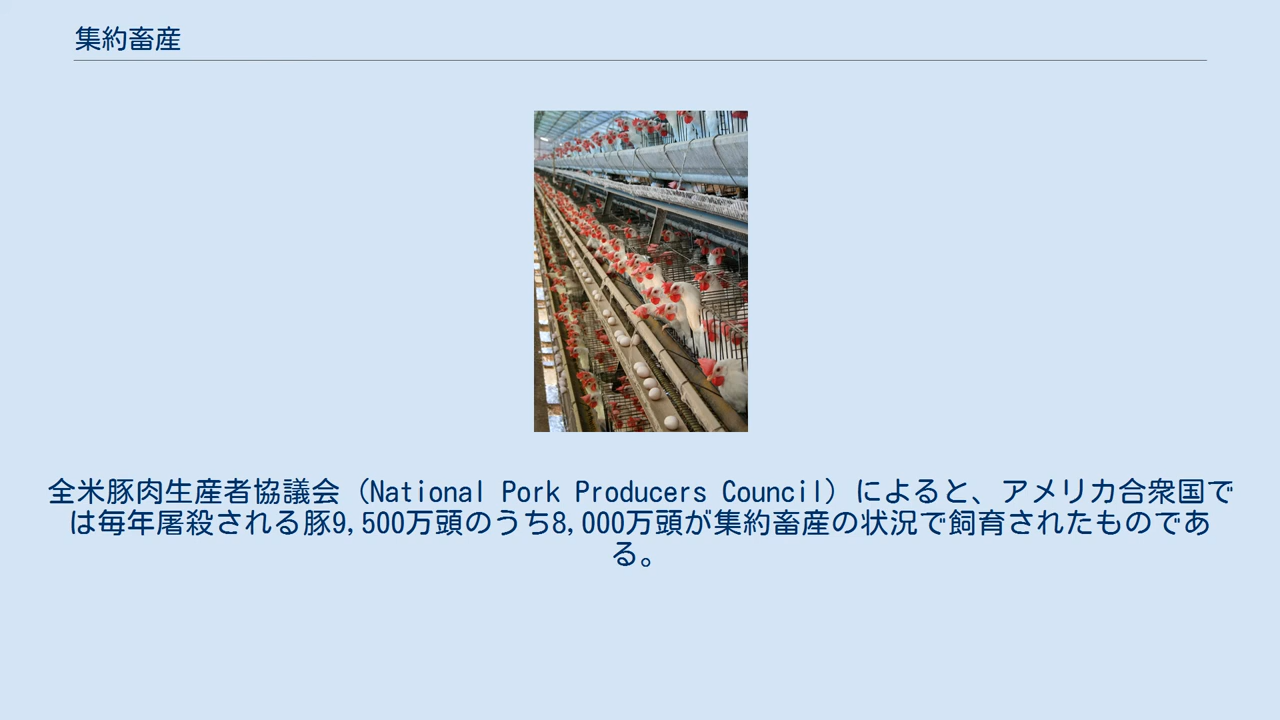 集約畜産
全米豚肉生産者協議会（National Pork Producers Council）によると、アメリカ合衆国で
は毎年屠殺される豚9,500万頭のうち8,000万頭が集約畜産の状況で飼育されたものであ
る。